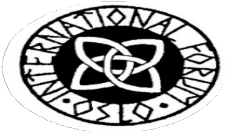 INTERNATIONAL FORUM
· OSLO ·